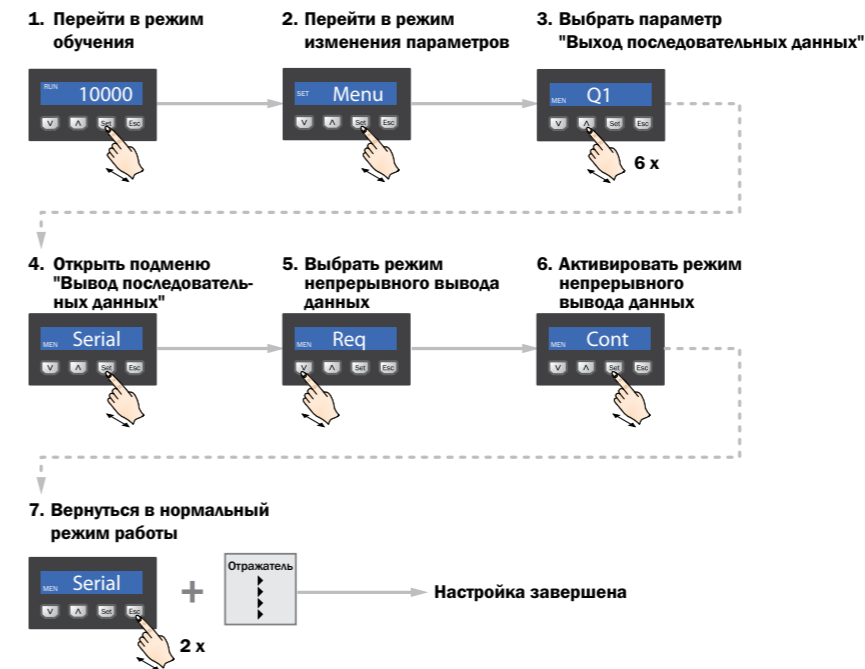 1. Перейти в режим
обучения
2. Перейти в режим
изменения параметров
3. Выбрать параметр
"Выход последовательных данных"
RUN 10000
V Λ Set Esc
SET Menu
V Λ Set Esc
MEN Q1
V Λ Set Esc
6 x
4. Открыть подменю
"Вывод последователь-
ных данных"
5. Выбрать режим
непрерывного вывода
данных
6. Активировать режим
непрерывного
вывода данных
MEN Serial
V Λ Set Esc
MEN Req
V Λ Set Esc
MEN Cont
V Λ Set Esc
7. Вернуться в нормальный
режим работы
MEN Serial
V Λ Set Esc
2 x
+
Отражатель
Настройка завершена